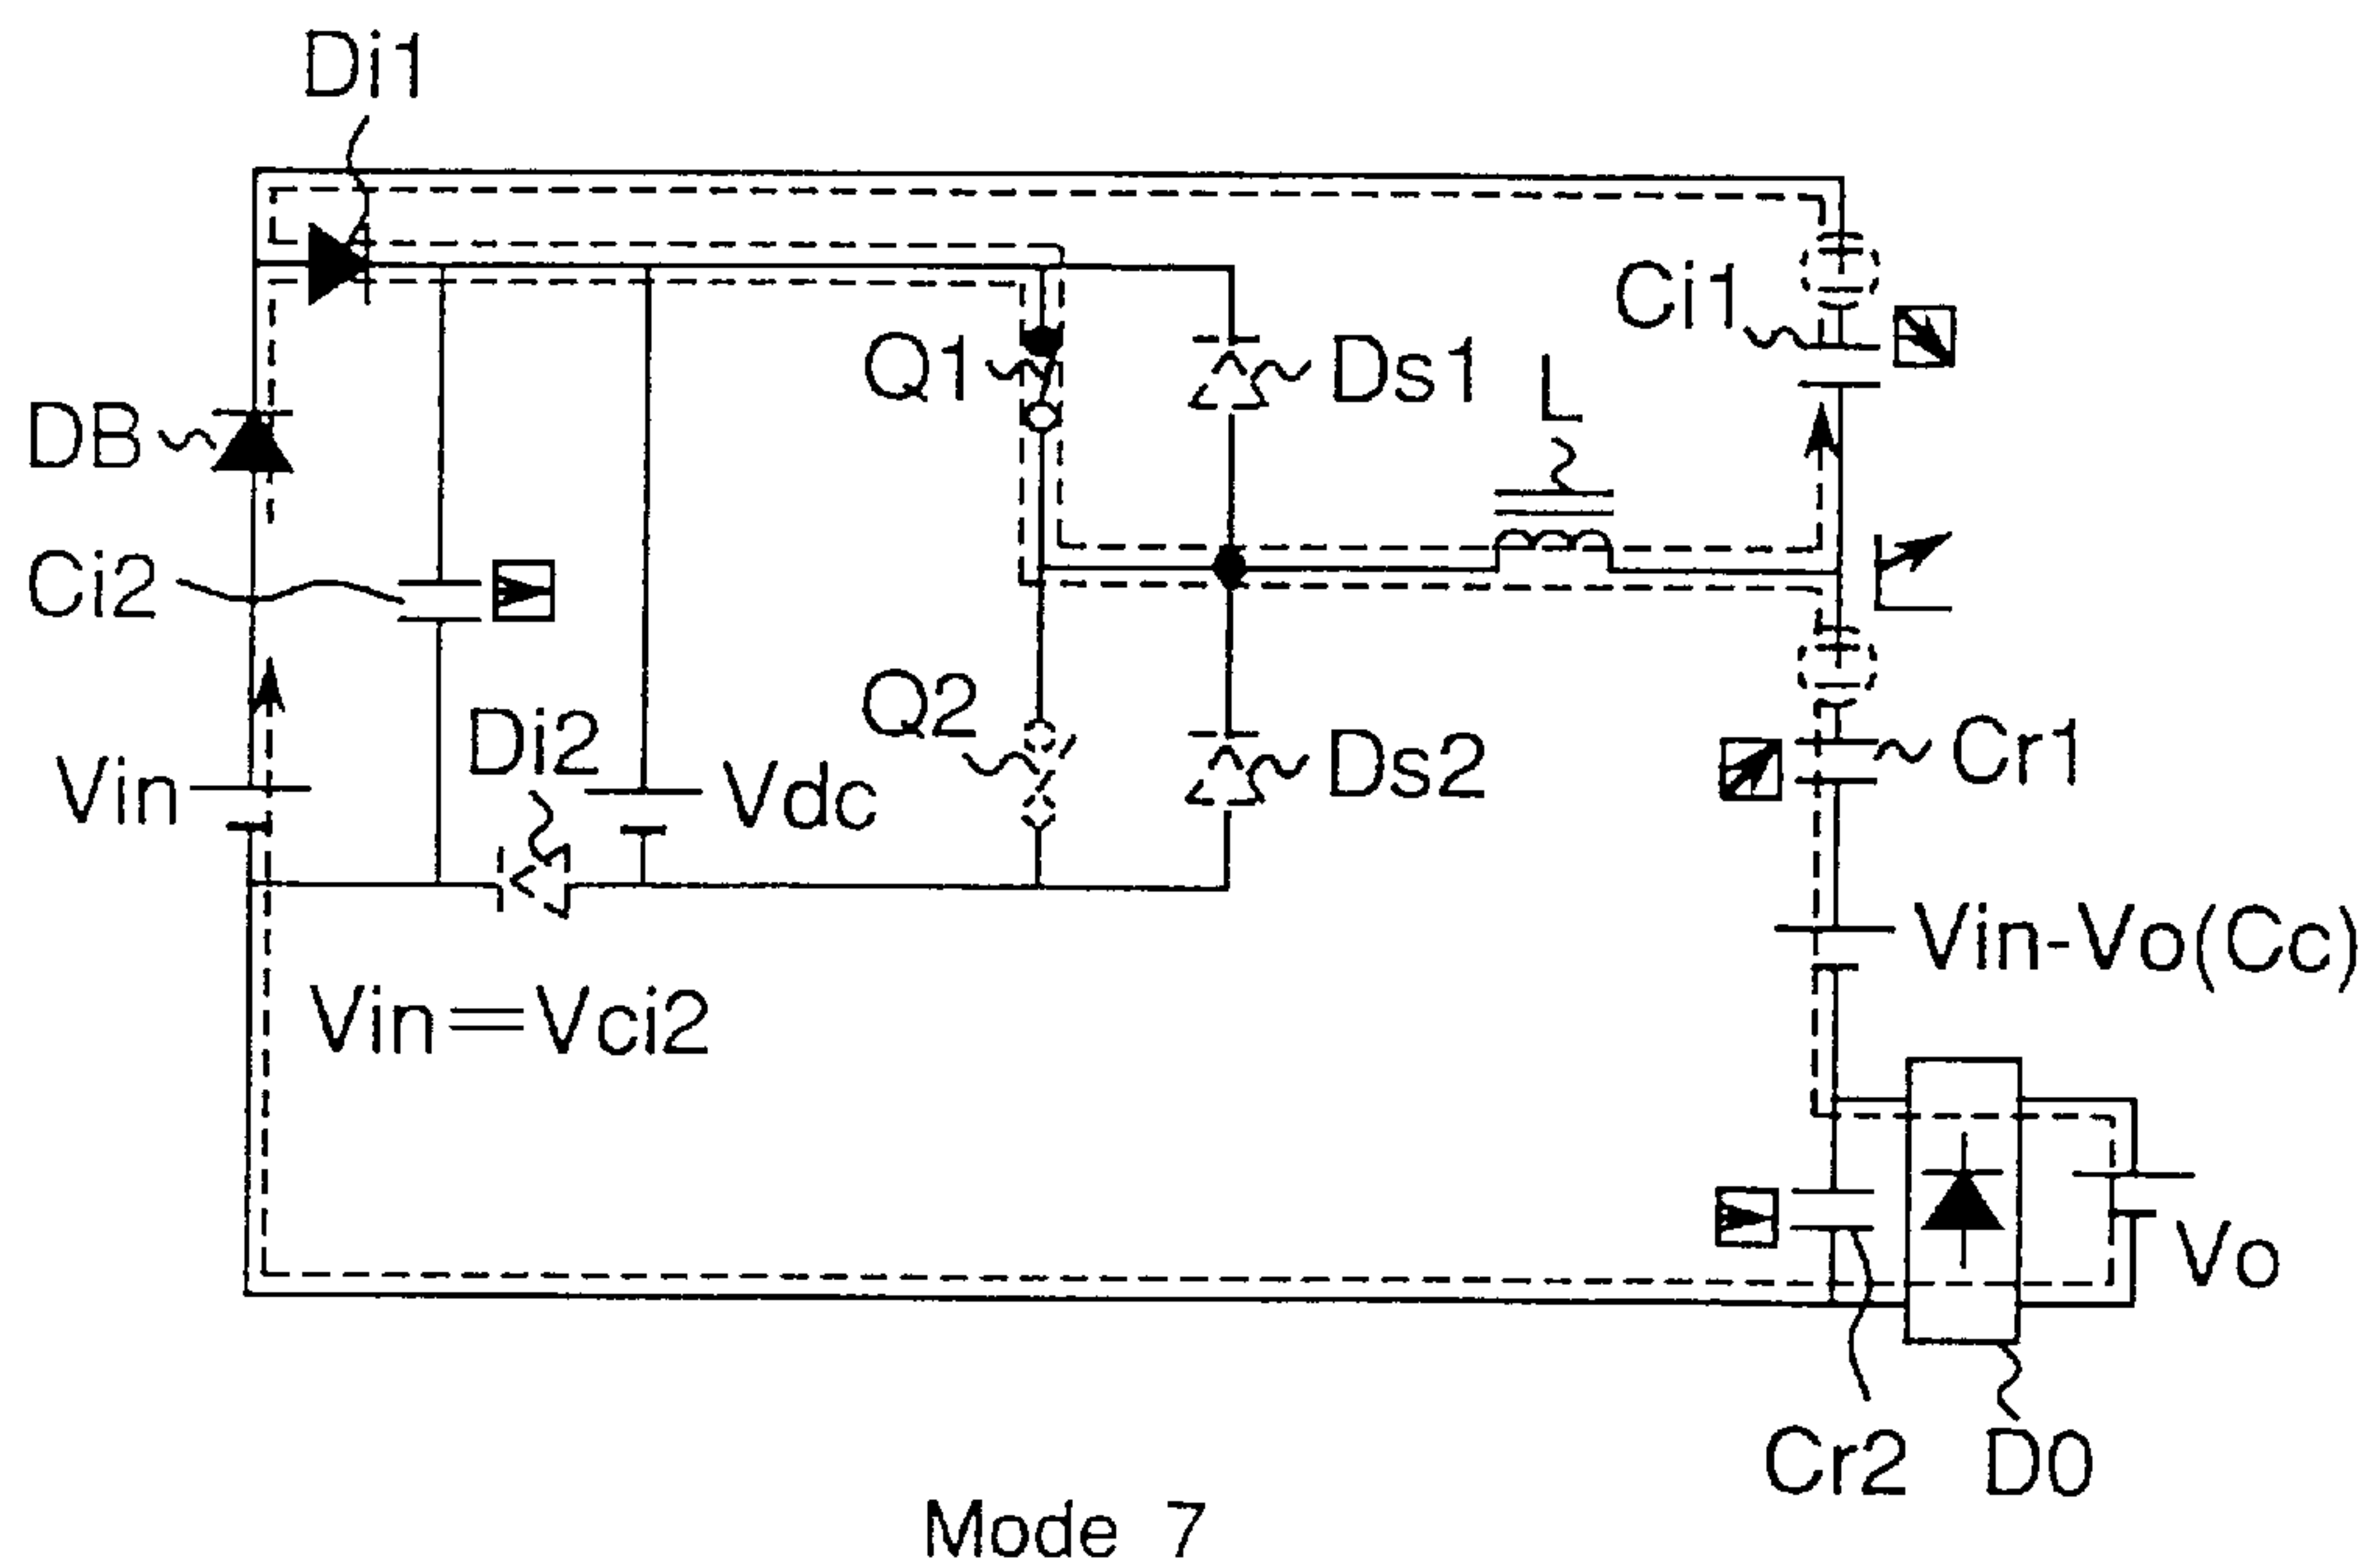 Di1
Ci1
Q1
Ds1
L
DB
Ci2
Q2
Di2
Ds2
Cr1
Vin
Vdc
Vin-Vo(Cc)
Vin=Vci2
Vo
Cr2
D0
Mode 7